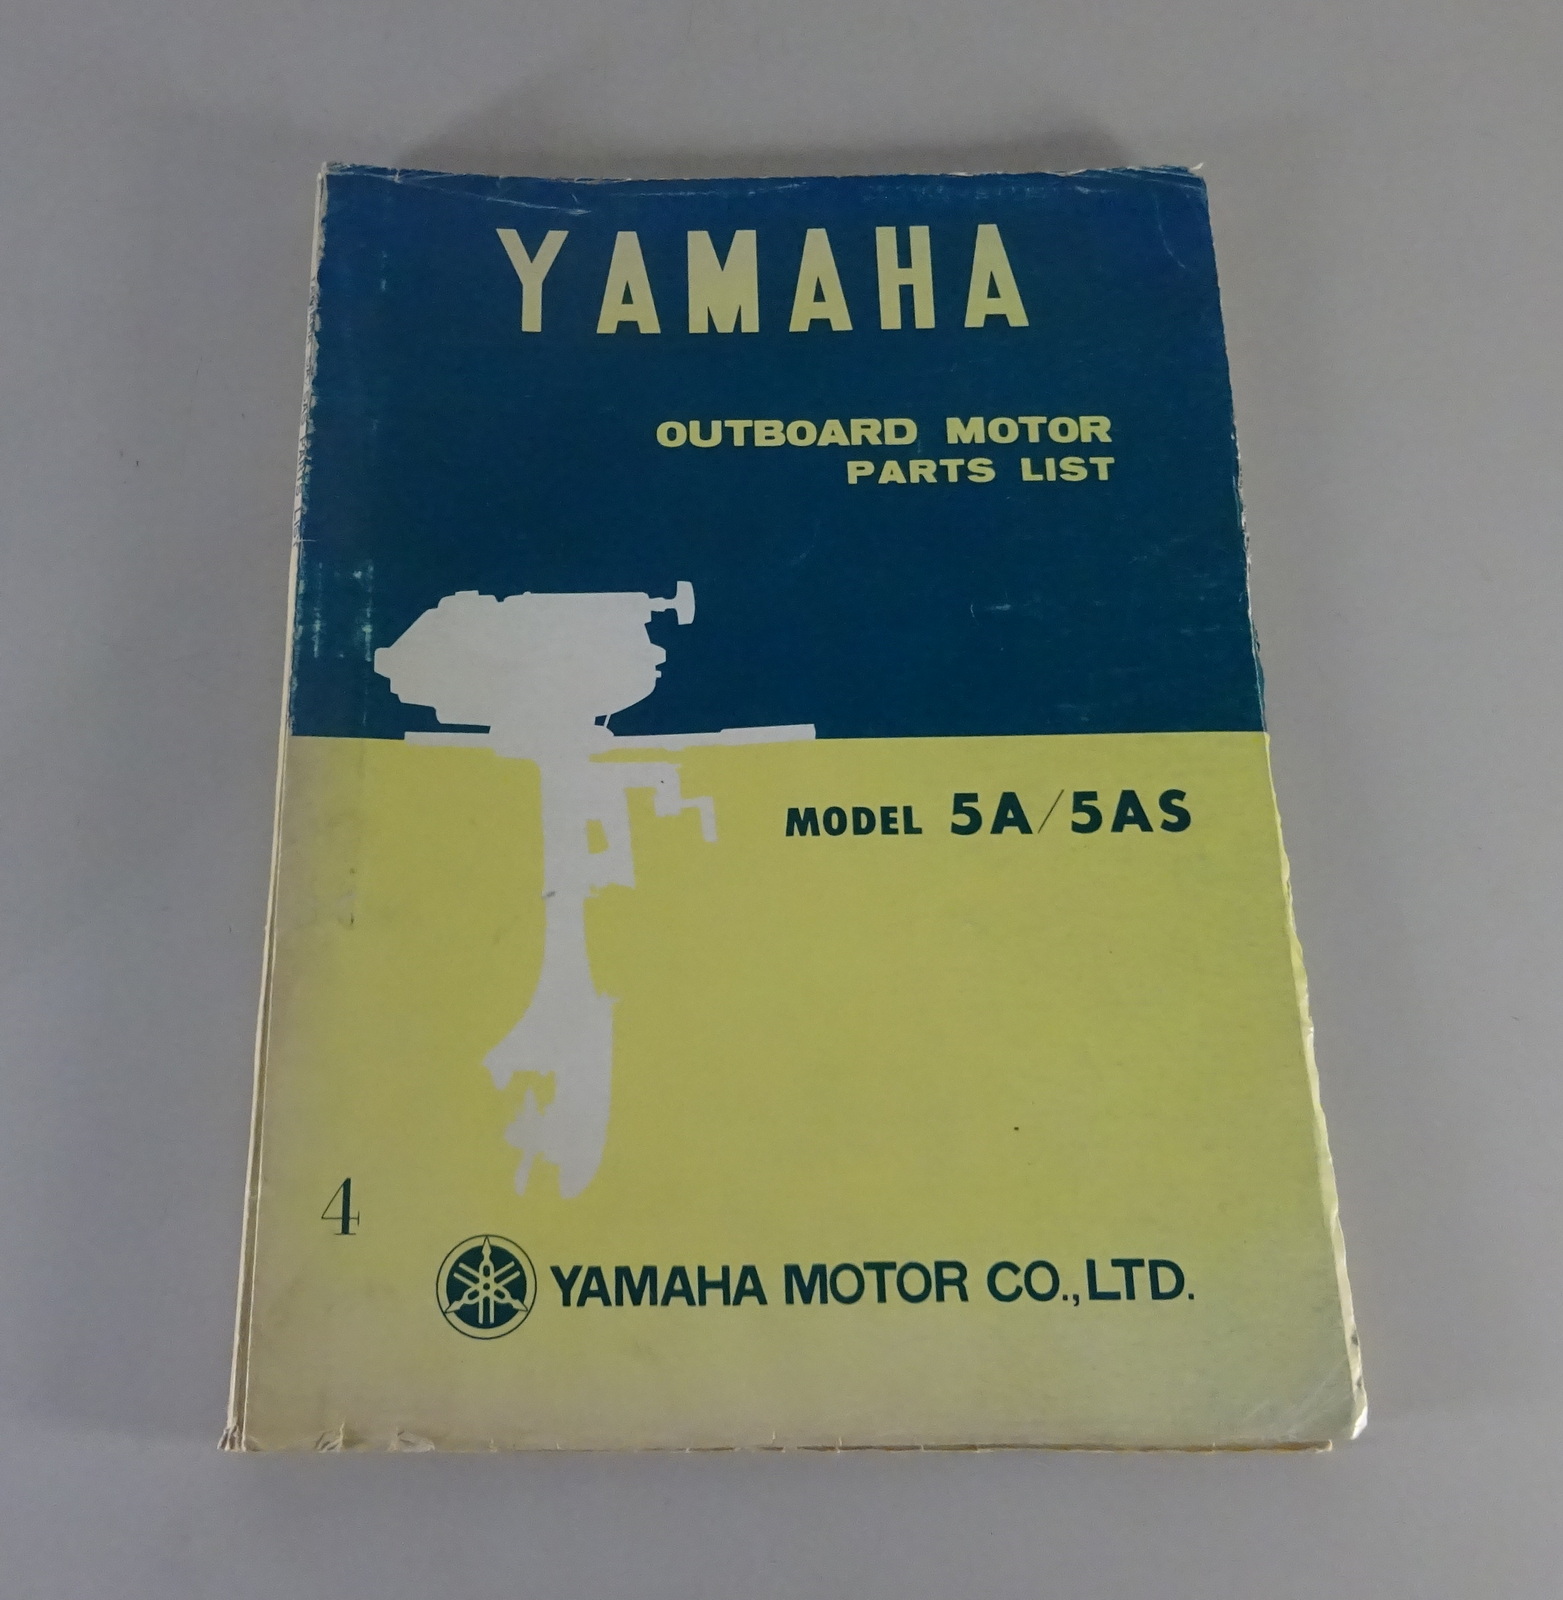 YAMAHA
OUTBOARD MOTOR
PARTS LIST
MODEL 5A/5AS
4
YAMAHA MOTOR CO.,LTD.